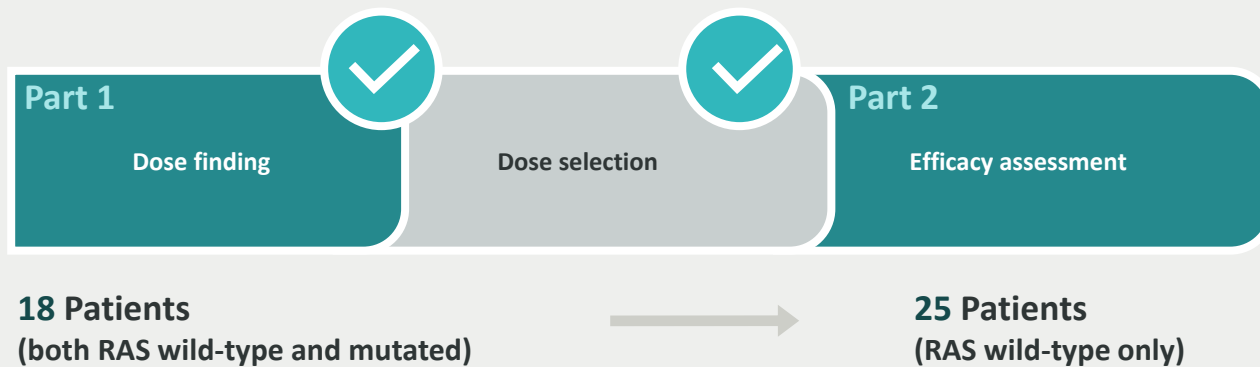 Part 1
Dose finding
Dose selection
Part 2
Efficacy assessment
18 Patients
(both RAS wild-type and mutated)
25 Patients
(RAS wild-type only)